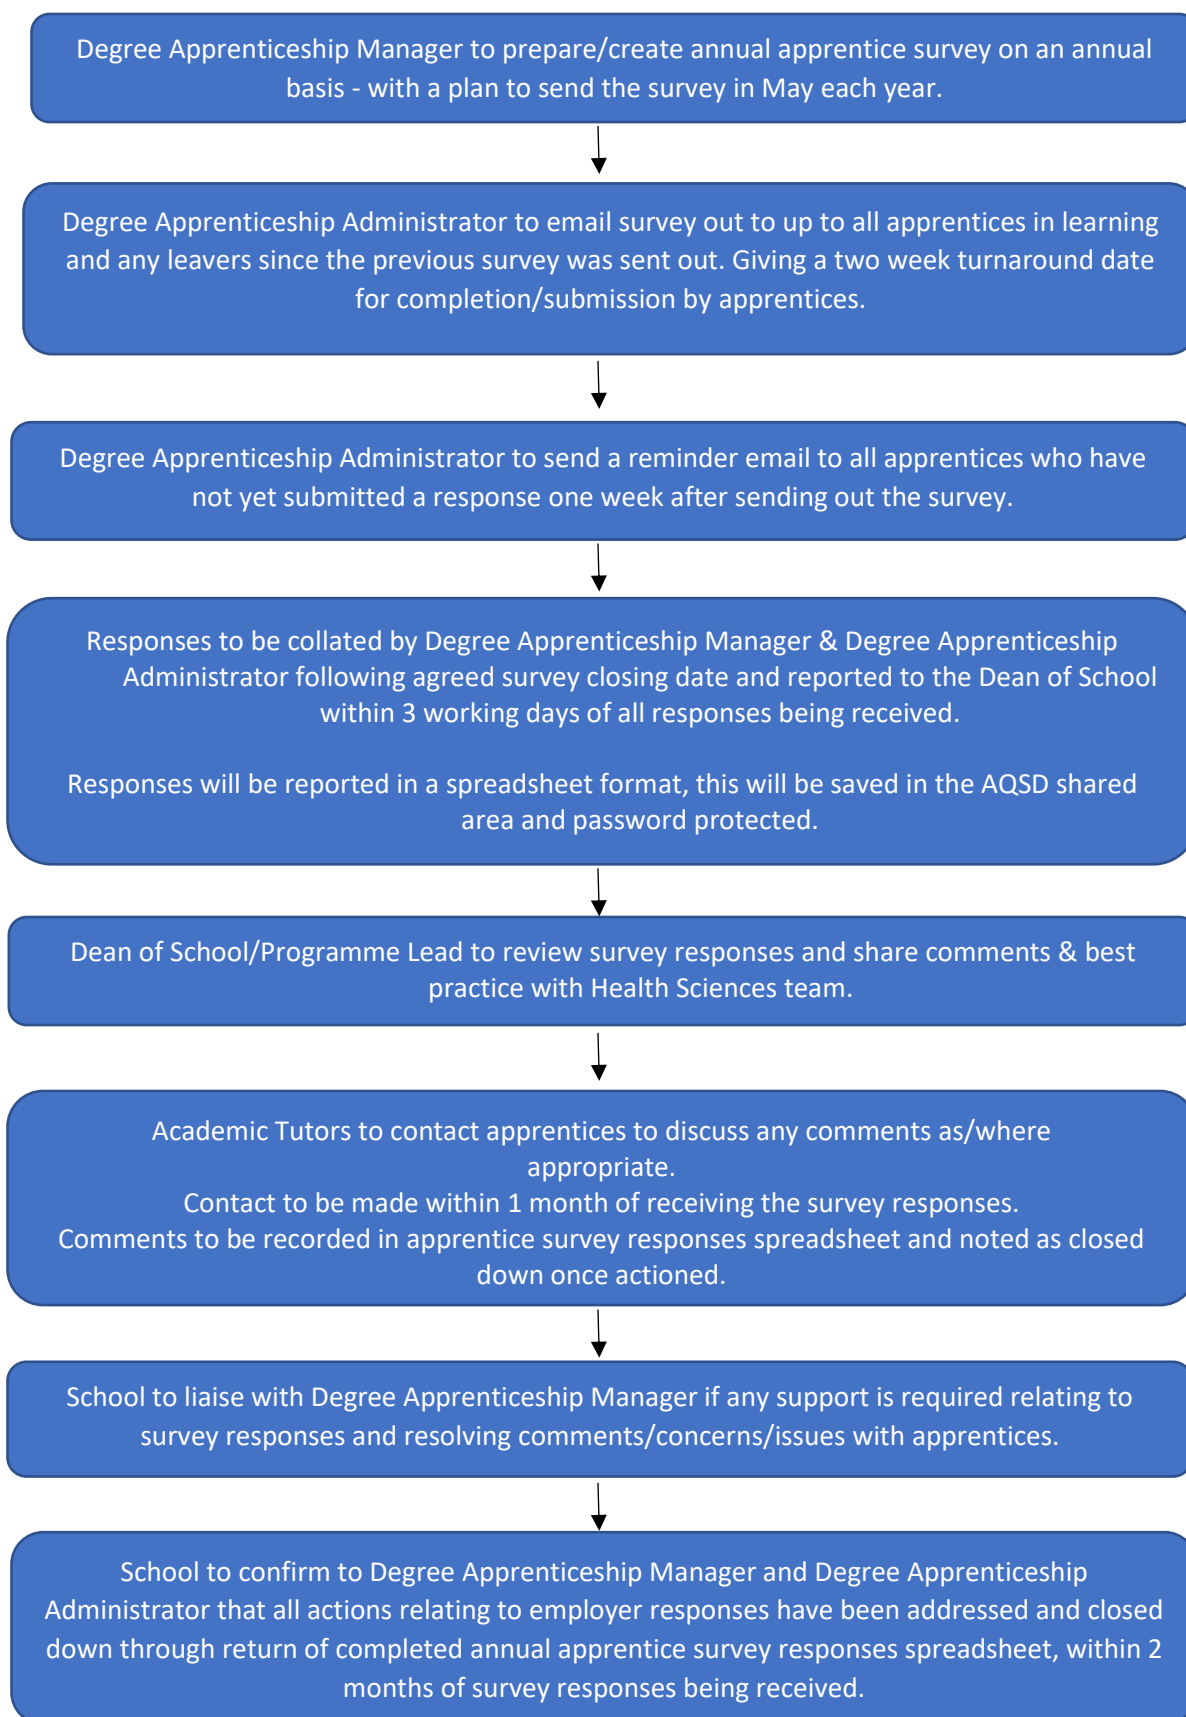 Degree Apprenticeship Manager to prepare/create annual apprentice survey on an annual
basis - with a plan to send the survey in May each year.
Degree Apprenticeship Administrator to email survey out to up to all apprentices in learning
and any leavers since the previous survey was sent out. Giving a two week turnaround date
for completion/submission by apprentices.
Degree Apprenticeship Administrator to send a reminder email to all apprentices who have
not yet submitted a response one week after sending out the survey.
Responses to be collated by Degree Apprenticeship Manager & Degree Apprenticeship
Administrator following agreed survey closing date and reported to the Dean of School
within 3 working days of all responses being received.
Responses will be reported in a spreadsheet format, this will be saved in the AQSD shared
area and password protected.
Dean of School/Programme Lead to review survey responses and share comments & best
practice with Health Sciences team.
Academic Tutors to contact apprentices to discuss any comments as/where
appropriate.
Contact to be made within 1 month of receiving the survey responses.
Comments to be recorded in apprentice survey responses spreadsheet and noted as closed
down once actioned.
School to liaise with Degree Apprenticeship Manager if any support is required relating to
survey responses and resolving comments/concerns/issues with apprentices.
School to confirm to Degree Apprenticeship Manager and Degree Apprenticeship
Administrator that all actions relating to employer responses have been addressed and closed
down through return of completed annual apprentice survey responses spreadsheet, within 2
months of survey responses being received.